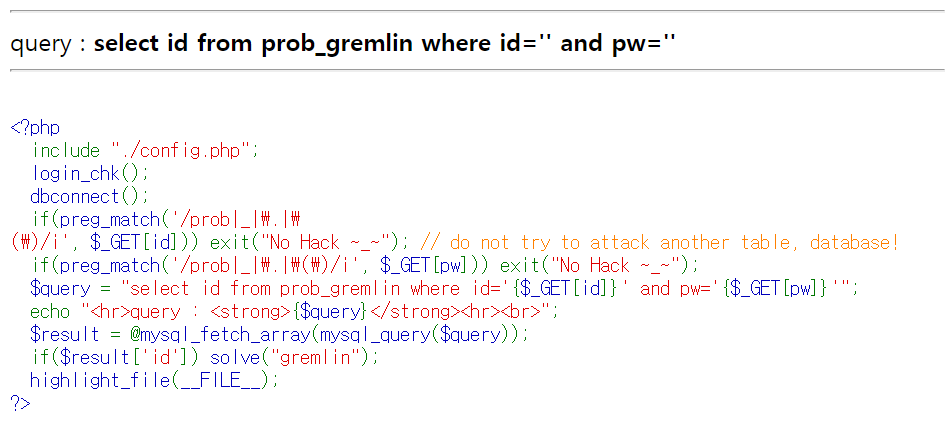 query : select id from prob_gremlin where id='' and pw=''
<?php
include "./config.php";
login_chk();
dbconnect();
if(preg_match('/prob|_|₩.|₩
(₩)/i', $_GET[id])) exit("No Hack ~_~"); // do not try to attack another table, database!
if(preg_match('/prob|_|₩.|₩(₩)/i', $_GET[pw])) exit("No Hack ~_~");
$query = "select id from prob_gremlin where id='{$_GET[id]}' and pw='{$_GET[pw]}'";
echo "<hr>query : <strong>{$query}</strong><hr><br>";
$result = @mysql_fetch_array(mysql_query($query));
if($result['id']) solve("gremlin");
highlight_file(__FILE__);
?>